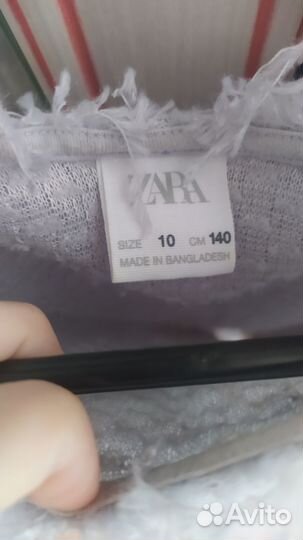 ZARA
SIZE 10 CM 140
MADE IN BANGLADESH
Avito